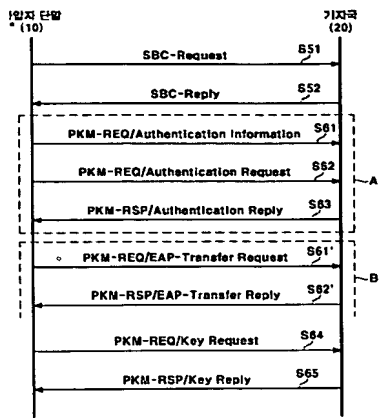 입자 단말 기지국
(10) (20)
SBC-Request S51
SBC-Reply S52
PKM-REQ/Authentication Information S61
PKM-REQ/Authentication Request S62
A
PKM-RSP/Authentication Reply S63
PKM-REQ/EAP-Transfer Request S61'
B
PKM-RSP/EAP-Transfer Reply S62'
PKM-REQ/Key Request S64
PKM-RSP/Key Reply S65